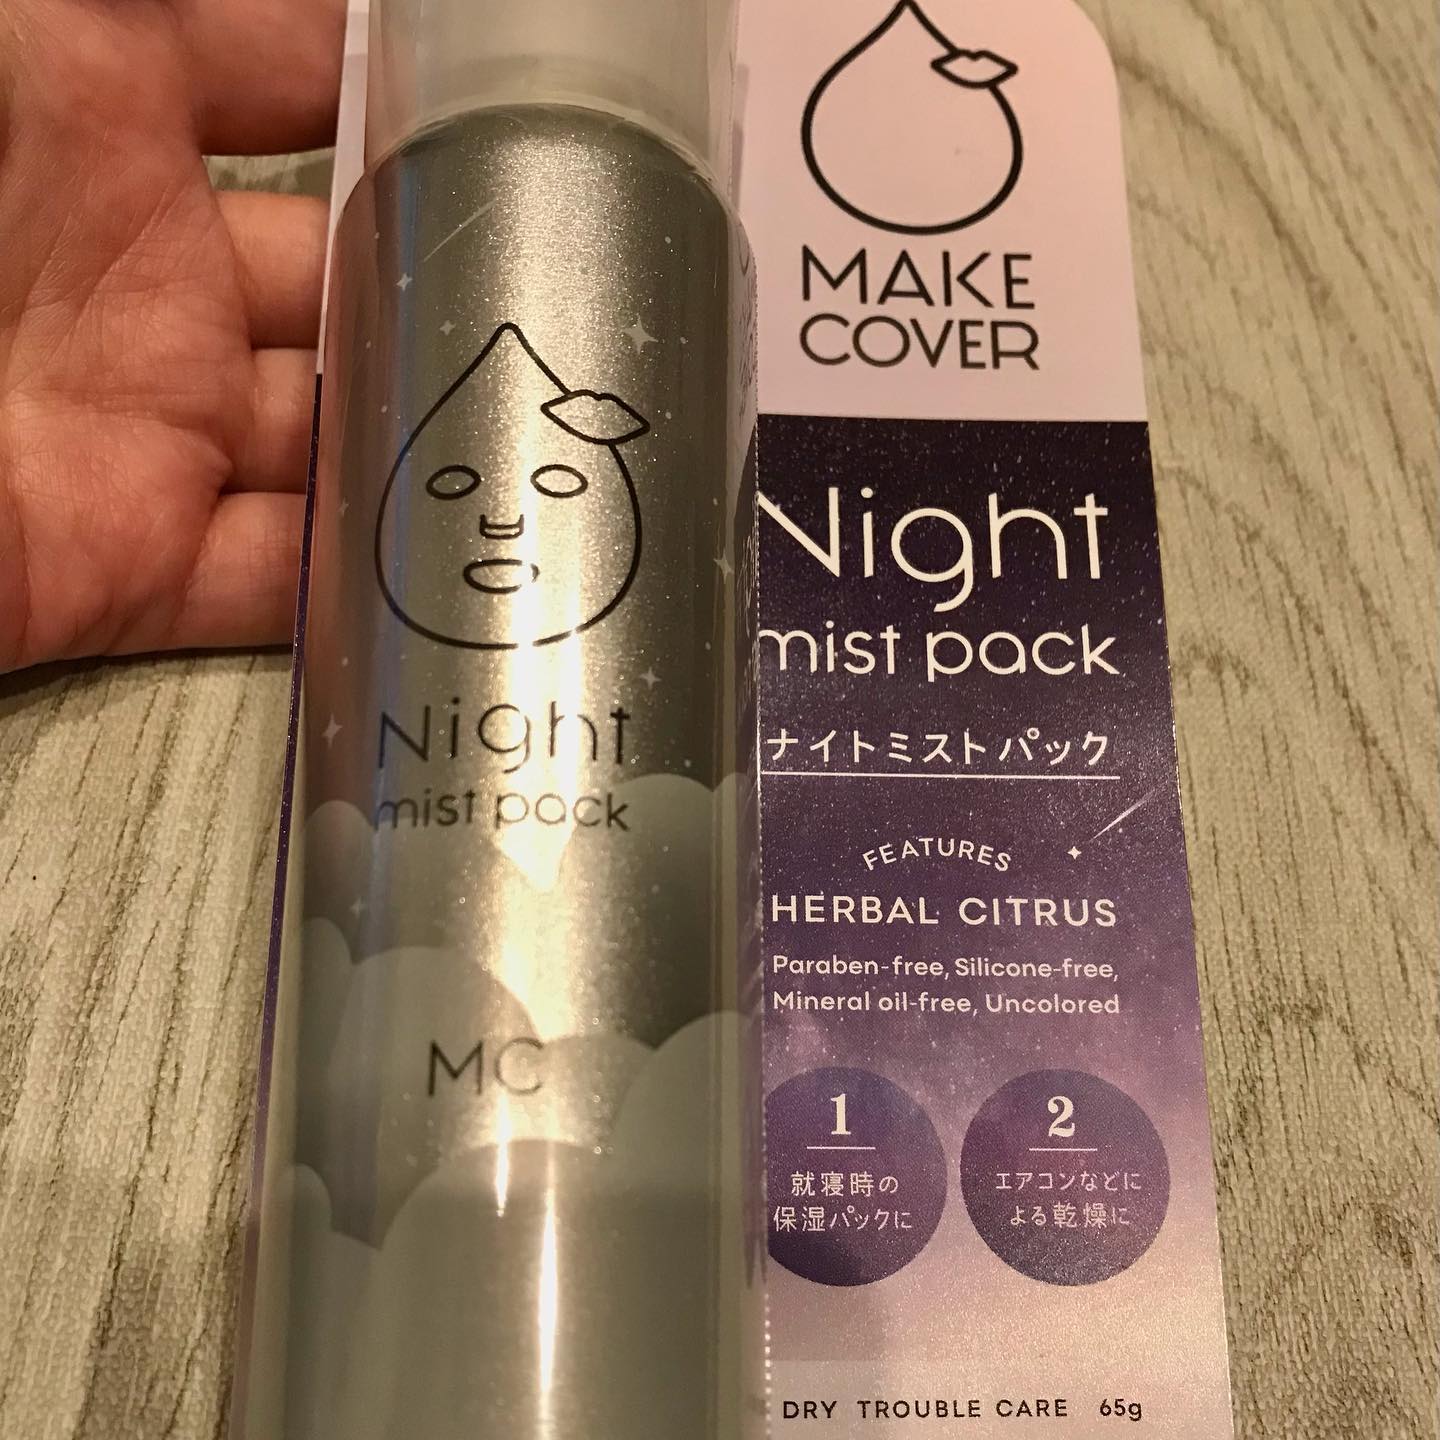 Night
mist pack
MC
MAKE
COVER
Night
mist pack
ナイトミストパック
FEATURES
HERBAL CITRUS
Paraben-free, Silicone-free,
Mineral oil-free, Uncolored
1
就寝時の
保湿パックに
2
エアコンなどに
よる乾燥に
DRY TROUBLE CARE 65g